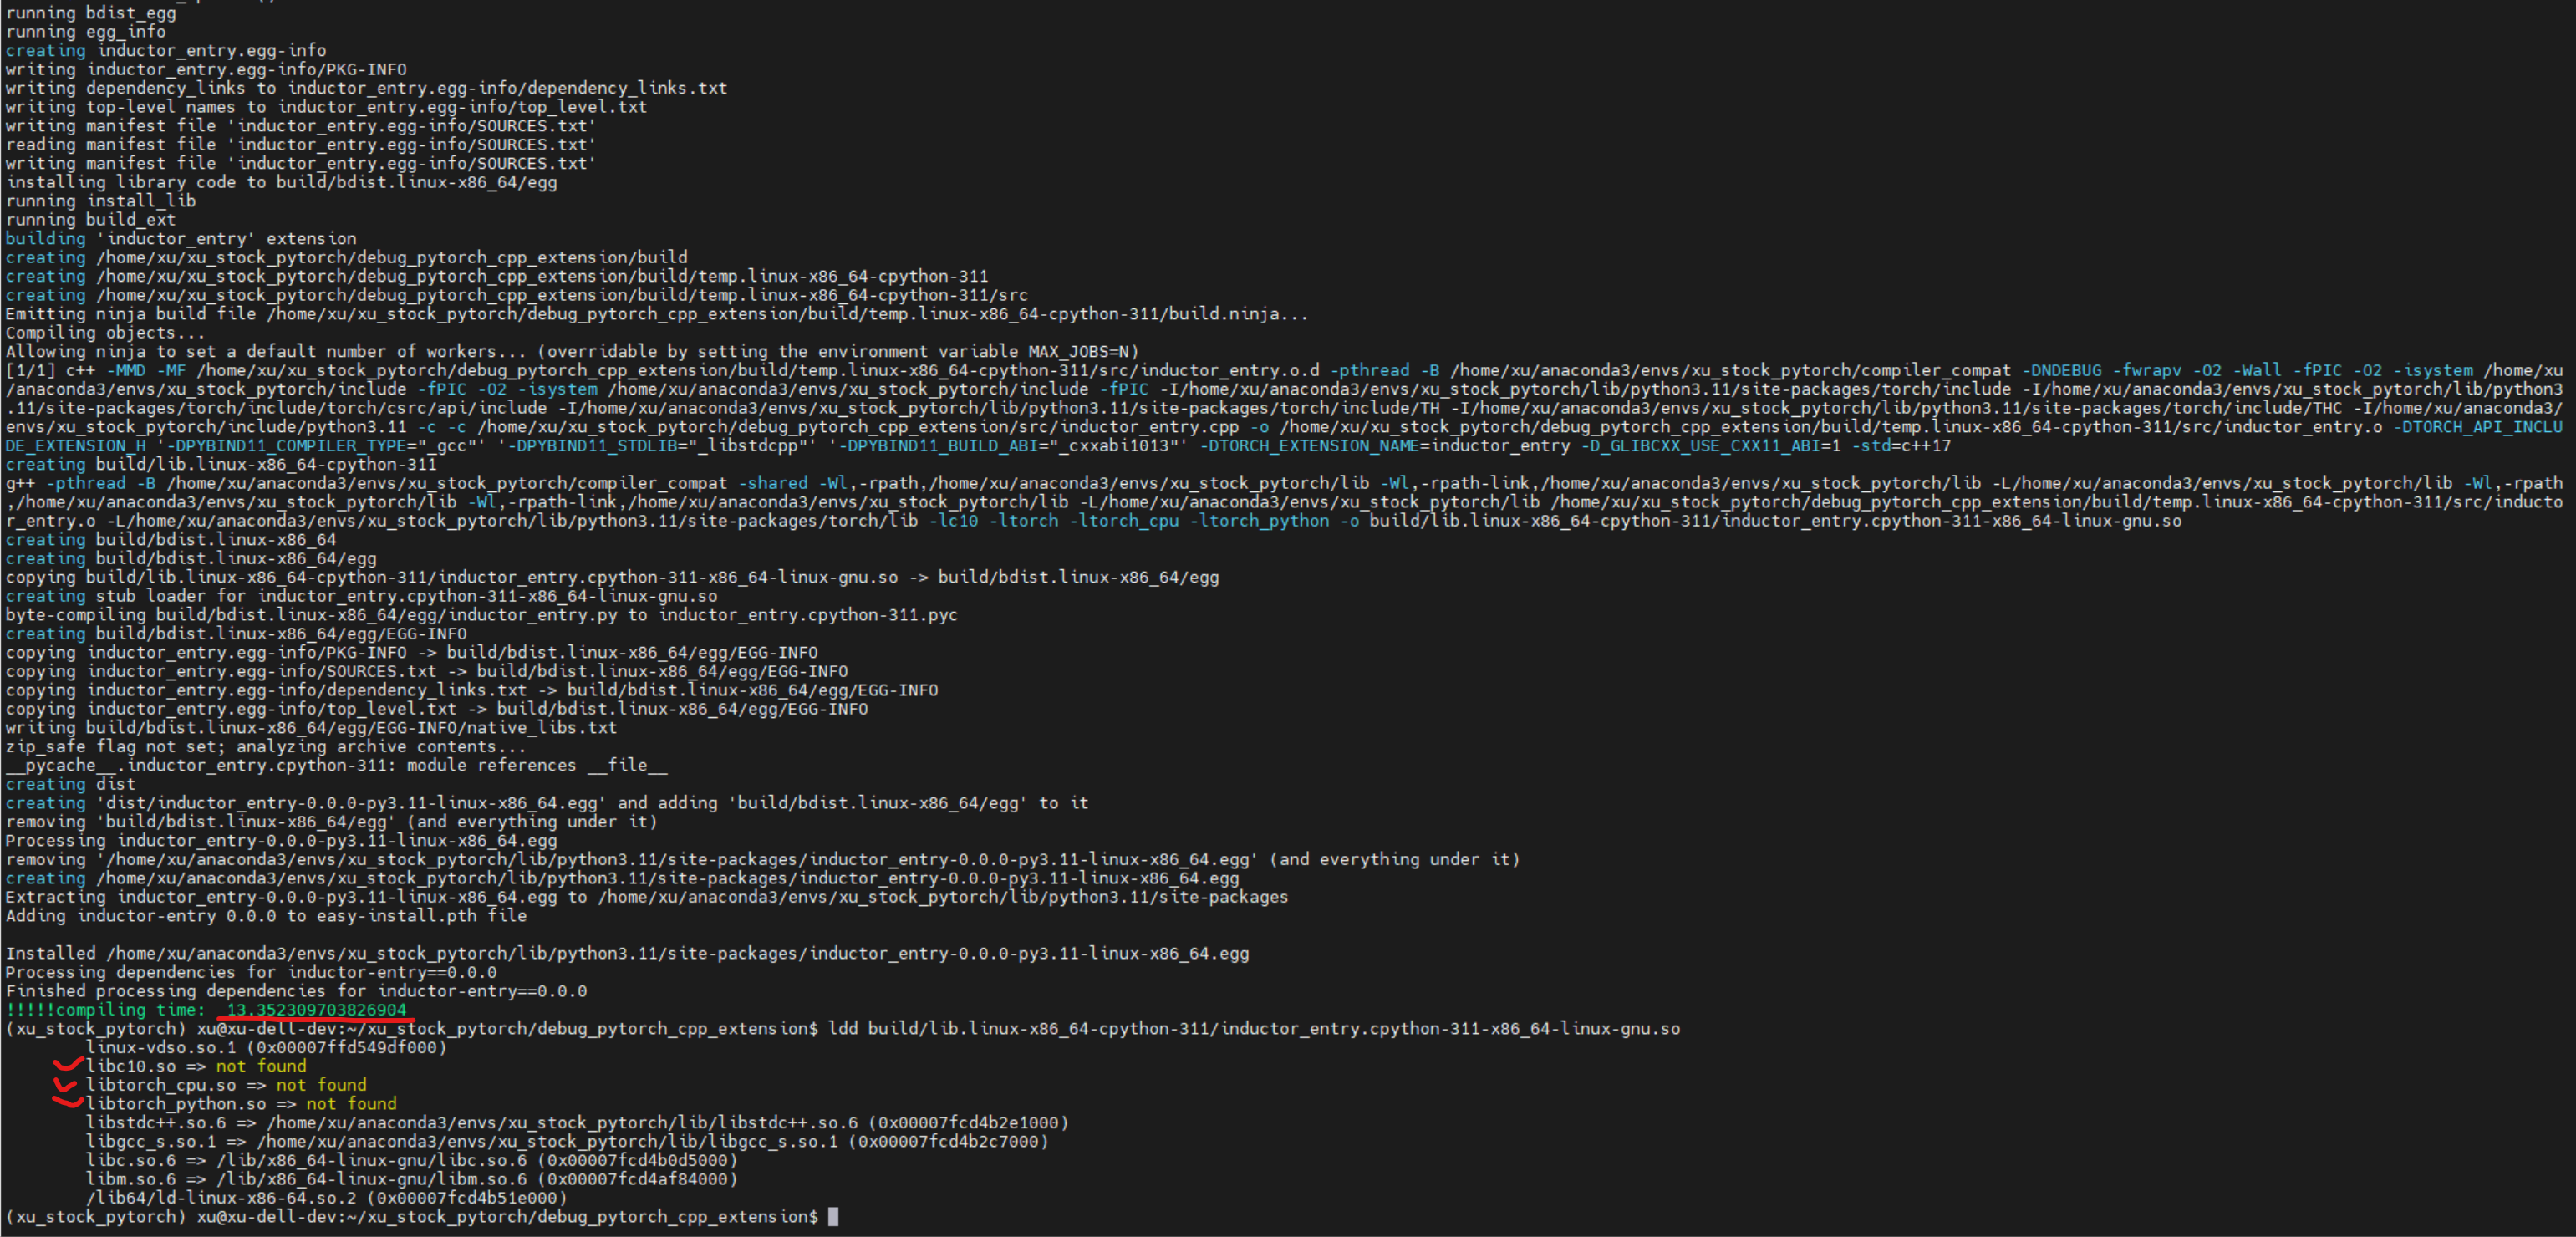 running bdist_egg
running egg_info
creating inductor_entry.egg-info
writing inductor_entry.egg-info/PKG-INFO
writing dependency_links to inductor_entry.egg-info/dependency_links.txt
writing top-level names to inductor_entry.egg-info/top_level.txt
writing manifest file 'inductor_entry.egg-info/SOURCES.txt'
reading manifest file 'inductor_entry.egg-info/SOURCES.txt'
writing manifest file 'inductor_entry.egg-info/SOURCES.txt'
installing library code to build/bdist.linux-x86_64/egg
running install_lib
running build_ext
building 'inductor_entry' extension
creating /home/xu/xu_stock_pytorch/debug_pytorch_cpp_extension/build
creating /home/xu/xu_stock_pytorch/debug_pytorch_cpp_extension/build/temp.linux-x86_64-cpython-311
creating /home/xu/xu_stock_pytorch/debug_pytorch_cpp_extension/build/temp.linux-x86_64-cpython-311/src
Emitting ninja build file /home/xu/xu_stock_pytorch/debug_pytorch_cpp_extension/build/temp.linux-x86_64-cpython-311/build.ninja...
Compiling objects...
Allowing ninja to set a default number of workers... (overridable by setting the environment variable MAX_JOBS=N)
[1/1] c++ -MMD -MF /home/xu/xu_stock_pytorch/debug_pytorch_cpp_extension/build/temp.linux-x86_64-cpython-311/src/inductor_entry.o.d -pthread -B /home/xu/anaconda3/envs/xu_stock_pytorch/compiler_compat -DNDEBUG -fwrapv -O2 -Wall -fPIC -O2 -isystem /home/xu
/anaconda3/envs/xu_stock_pytorch/include -fPIC -O2 -isystem /home/xu/anaconda3/envs/xu_stock_pytorch/include -fPIC -I/home/xu/anaconda3/envs/xu_stock_pytorch/lib/python3.11/site-packages/torch/include -I/home/xu/anaconda3/envs/xu_stock_pytorch/lib/python3
.11/site-packages/torch/include/torch/csrc/api/include -I/home/xu/anaconda3/envs/xu_stock_pytorch/lib/python3.11/site-packages/torch/include/TH -I/home/xu/anaconda3/envs/xu_stock_pytorch/lib/python3.11/site-packages/torch/include/THC -I/home/xu/anaconda3/
envs/xu_stock_pytorch/include/python3.11 -c -c /home/xu/xu_stock_pytorch/debug_pytorch_cpp_extension/src/inductor_entry.cpp -o /home/xu/xu_stock_pytorch/debug_pytorch_cpp_extension/build/temp.linux-x86_64-cpython-311/src/inductor_entry.o -DTORCH_API_INCLU
DE_EXTENSION_H '-DPYBIND11_COMPILER_TYPE="_gcc"' '-DPYBIND11_STDLIB="_libstdcpp"' '-DPYBIND11_BUILD_ABI="_cxxabi1013"' -DTORCH_EXTENSION_NAME=inductor_entry -D_GLIBCXX_USE_CXX11_ABI=1 -std=c++17
creating build/lib.linux-x86_64-cpython-311
g++ -pthread -B /home/xu/anaconda3/envs/xu_stock_pytorch/compiler_compat -shared -Wl,-rpath,/home/xu/anaconda3/envs/xu_stock_pytorch/lib -Wl,-rpath-link,/home/xu/anaconda3/envs/xu_stock_pytorch/lib -L/home/xu/anaconda3/envs/xu_stock_pytorch/lib -Wl,-rpath
,/home/xu/anaconda3/envs/xu_stock_pytorch/lib -Wl,-rpath-link,/home/xu/anaconda3/envs/xu_stock_pytorch/lib -L/home/xu/anaconda3/envs/xu_stock_pytorch/lib /home/xu/xu_stock_pytorch/debug_pytorch_cpp_extension/build/temp.linux-x86_64-cpython-311/src/inducto
r_entry.o -L/home/xu/anaconda3/envs/xu_stock_pytorch/lib/python3.11/site-packages/torch/lib -lc10 -ltorch -ltorch_cpu -ltorch_python -o build/lib.linux-x86_64-cpython-311/inductor_entry.cpython-311-x86_64-linux-gnu.so
creating build/bdist.linux-x86_64
creating build/bdist.linux-x86_64/egg
copying build/lib.linux-x86_64-cpython-311/inductor_entry.cpython-311-x86_64-linux-gnu.so -> build/bdist.linux-x86_64/egg
creating stub loader for inductor_entry.cpython-311-x86_64-linux-gnu.so
byte-compiling build/bdist.linux-x86_64/egg/inductor_entry.py to inductor_entry.cpython-311.pyc
creating build/bdist.linux-x86_64/egg/EGG-INFO
copying inductor_entry.egg-info/PKG-INFO -> build/bdist.linux-x86_64/egg/EGG-INFO
copying inductor_entry.egg-info/SOURCES.txt -> build/bdist.linux-x86_64/egg/EGG-INFO
copying inductor_entry.egg-info/dependency_links.txt -> build/bdist.linux-x86_64/egg/EGG-INFO
copying inductor_entry.egg-info/top_level.txt -> build/bdist.linux-x86_64/egg/EGG-INFO
writing build/bdist.linux-x86_64/egg/EGG-INFO/native_libs.txt
zip_safe flag not set; analyzing archive contents...
__pycache__.inductor_entry.cpython-311: module references __file__
creating dist
creating 'dist/inductor_entry-0.0.0-py3.11-linux-x86_64.egg' and adding 'build/bdist.linux-x86_64/egg' to it
removing 'build/bdist.linux-x86_64/egg' (and everything under it)
Processing inductor_entry-0.0.0-py3.11-linux-x86_64.egg
removing '/home/xu/anaconda3/envs/xu_stock_pytorch/lib/python3.11/site-packages/inductor_entry-0.0.0-py3.11-linux-x86_64.egg' (and everything under it)
creating /home/xu/anaconda3/envs/xu_stock_pytorch/lib/python3.11/site-packages/inductor_entry-0.0.0-py3.11-linux-x86_64.egg
Extracting inductor_entry-0.0.0-py3.11-linux-x86_64.egg to /home/xu/anaconda3/envs/xu_stock_pytorch/lib/python3.11/site-packages
Adding inductor-entry 0.0.0 to easy-install.pth file
Installed /home/xu/anaconda3/envs/xu_stock_pytorch/lib/python3.11/site-packages/inductor_entry-0.0.0-py3.11-linux-x86_64.egg
Processing dependencies for inductor-entry==0.0.0
Finished processing dependencies for inductor-entry==0.0.0
!!!!!compiling time:  13.352309703826904
(xu_stock_pytorch) xu@xu-dell-dev:~/xu_stock_pytorch/debug_pytorch_cpp_extension$ ldd build/lib.linux-x86_64-cpython-311/inductor_entry.cpython-311-x86_64-linux-gnu.so
linux-vdso.so.1 (0x00007ffd549df000)
libc10.so => not found
libtorch_cpu.so => not found
libtorch_python.so => not found
libstdc++.so.6 => /home/xu/anaconda3/envs/xu_stock_pytorch/lib/libstdc++.so.6 (0x00007fcd4b2e1000)
libgcc_s.so.1 => /home/xu/anaconda3/envs/xu_stock_pytorch/lib/libgcc_s.so.1 (0x00007fcd4b2c7000)
libc.so.6 => /lib/x86_64-linux-gnu/libc.so.6 (0x00007fcd4b0d5000)
libm.so.6 => /lib/x86_64-linux-gnu/libm.so.6 (0x00007fcd4af84000)
/lib64/ld-linux-x86-64.so.2 (0x00007fcd4b51e000)
(xu_stock_pytorch) xu@xu-dell-dev:~/xu_stock_pytorch/debug_pytorch_cpp_extension$